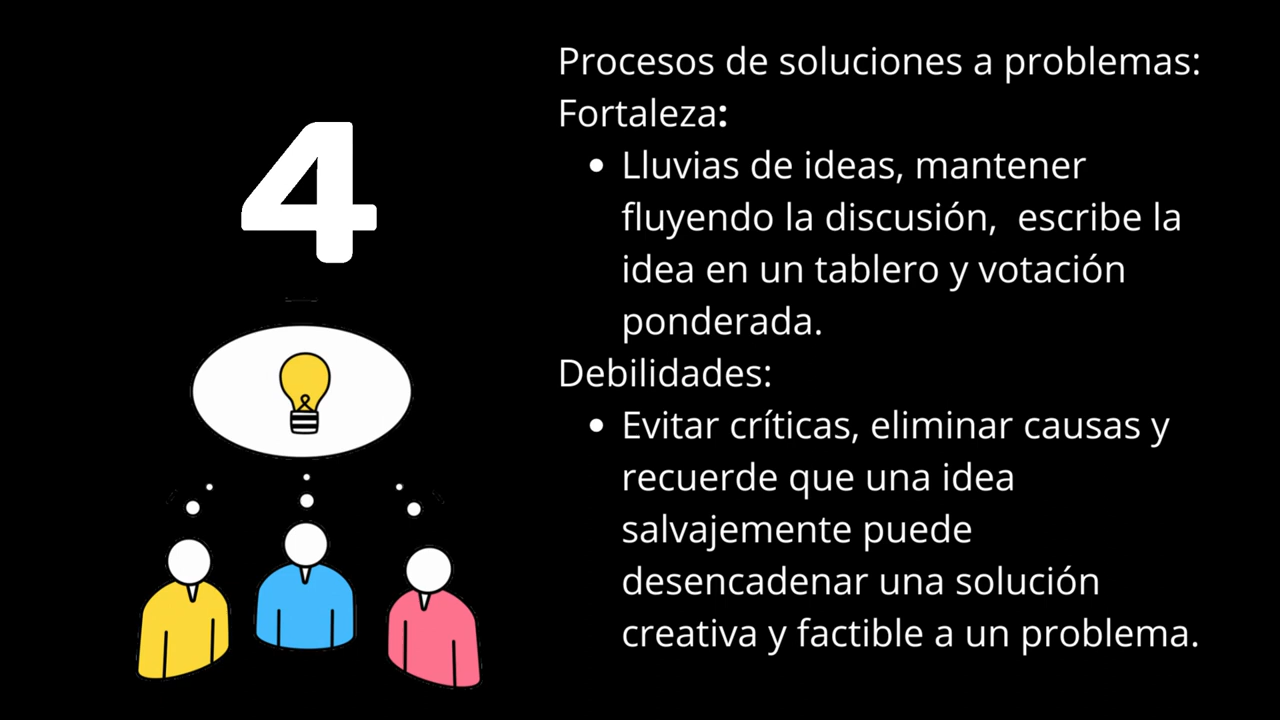 4
Procesos de soluciones a problemas:
Fortaleza:
• Lluvias de ideas, mantener
fluyendo la discusión,  escribe la
idea en un tablero y votación
ponderada.
Debilidades:
• Evitar críticas, eliminar causas y
recuerde que una idea
salvajemente puede
desencadenar una solución
creativa y factible a un problema.